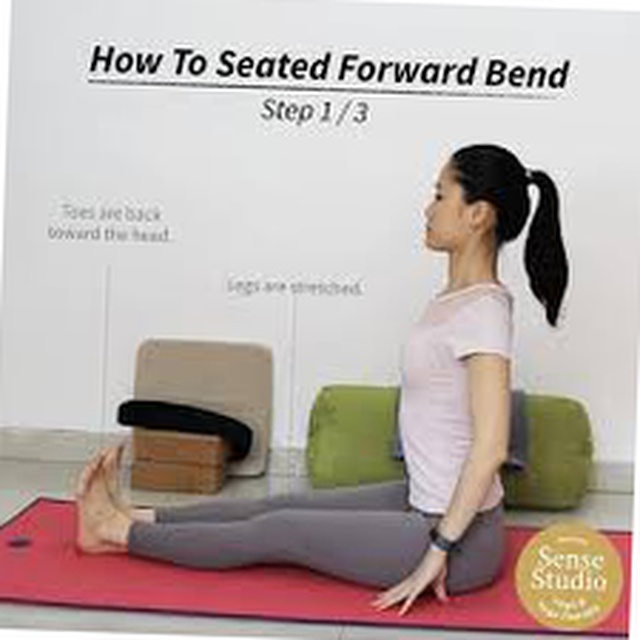 How To Seated Forward Bend
Step 1 / 3
Toes are back
toward the head.
Legs are stretched.
Sense
Studio